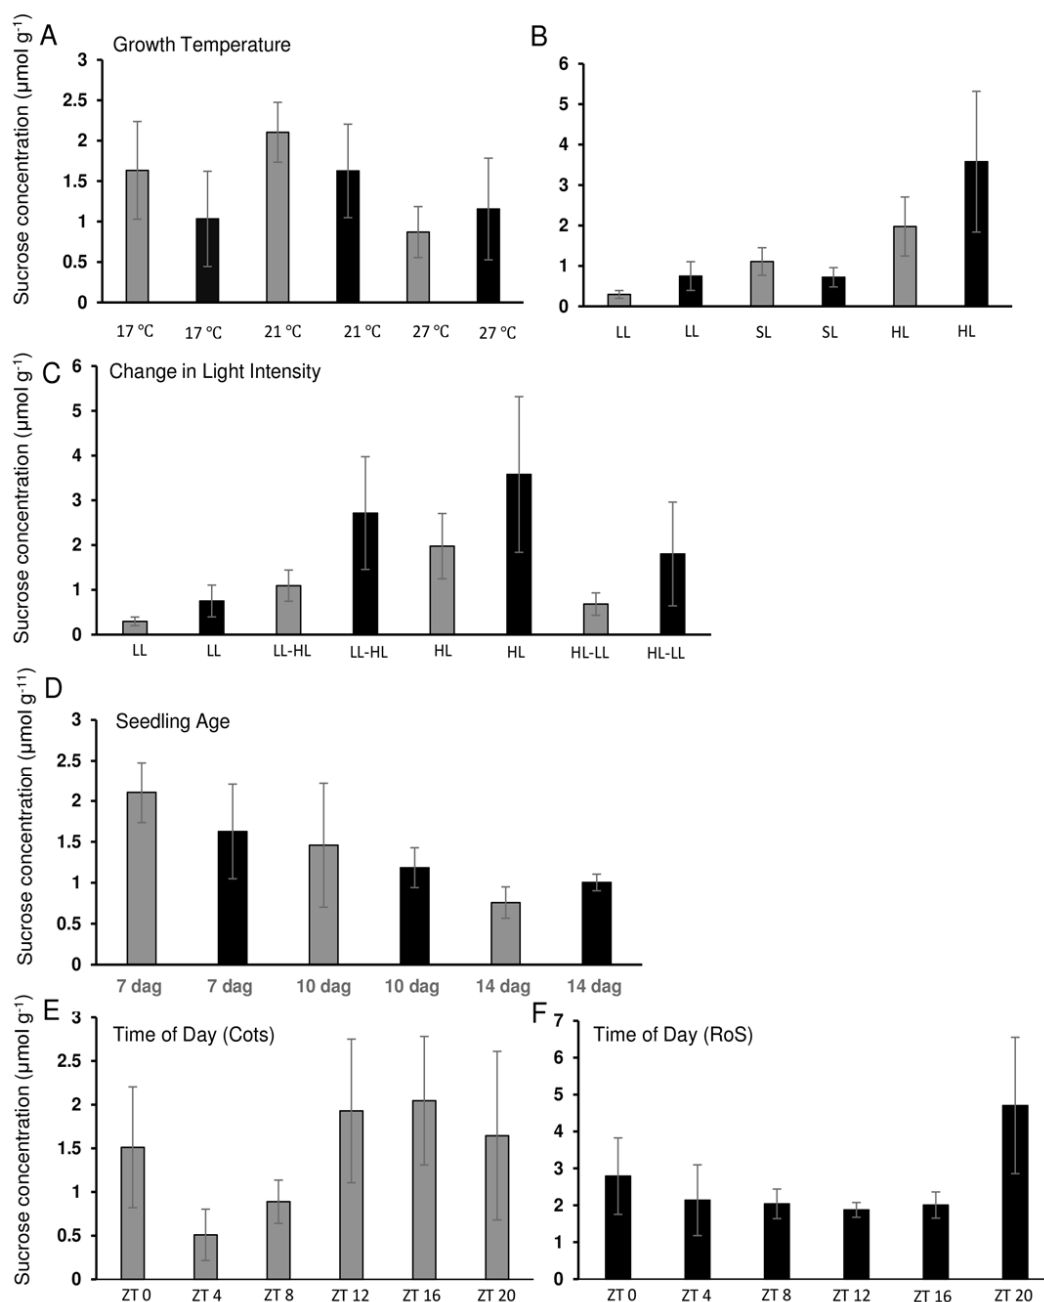 A
Growth Temperature
Sucrose concentration (µmol g⁻¹)
3
2.5
2
1.5
1
0.5
0
17 °C 17 °C 21 °C 21 °C 27 °C 27 °C
B
6
5
4
3
2
1
0
LL LL SL SL HL HL
C
Change in Light Intensity
Sucrose concentration (µmol g⁻¹)
6
5
4
3
2
1
0
LL LL LL-HL LL-HL HL HL HL-LL HL-LL
D
Seedling Age
Sucrose concentration (µmol g⁻¹¹)
3
2.5
2
1.5
1
0.5
0
7 dag 7 dag 10 dag 10 dag 14 dag 14 dag
E
Time of Day (Cots)
Sucrose concentration (µmol g⁻¹)
3
2.5
2
1.5
1
0.5
0
ZT 0 ZT 4 ZT 8 ZT 12 ZT 16 ZT 20
F
Time of Day (RoS)
7
6
5
4
3
2
1
0
ZT 0 ZT 4 ZT 8 ZT 12 ZT 16 ZT 20